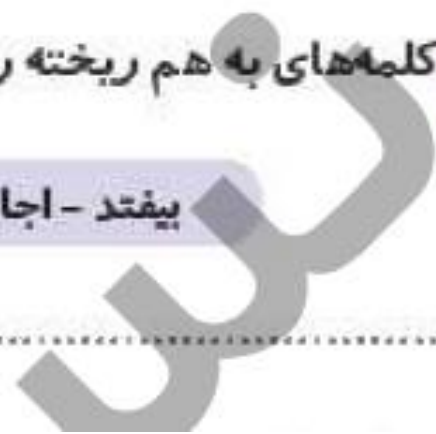 کلمه‌های به هم ریخته ر
بیفتد – اجا